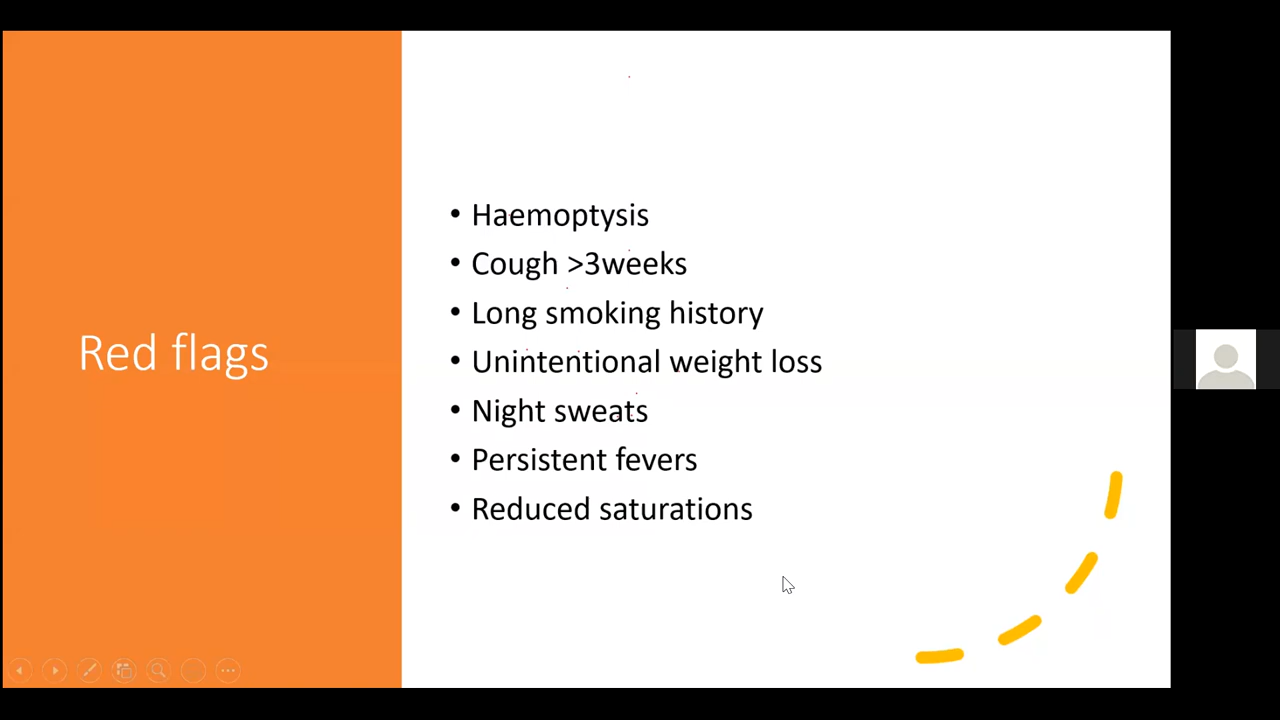 Red flags
• Haemoptysis
• Cough >3weeks
• Long smoking history
• Unintentional weight loss
• Night sweats
• Persistent fevers
• Reduced saturations